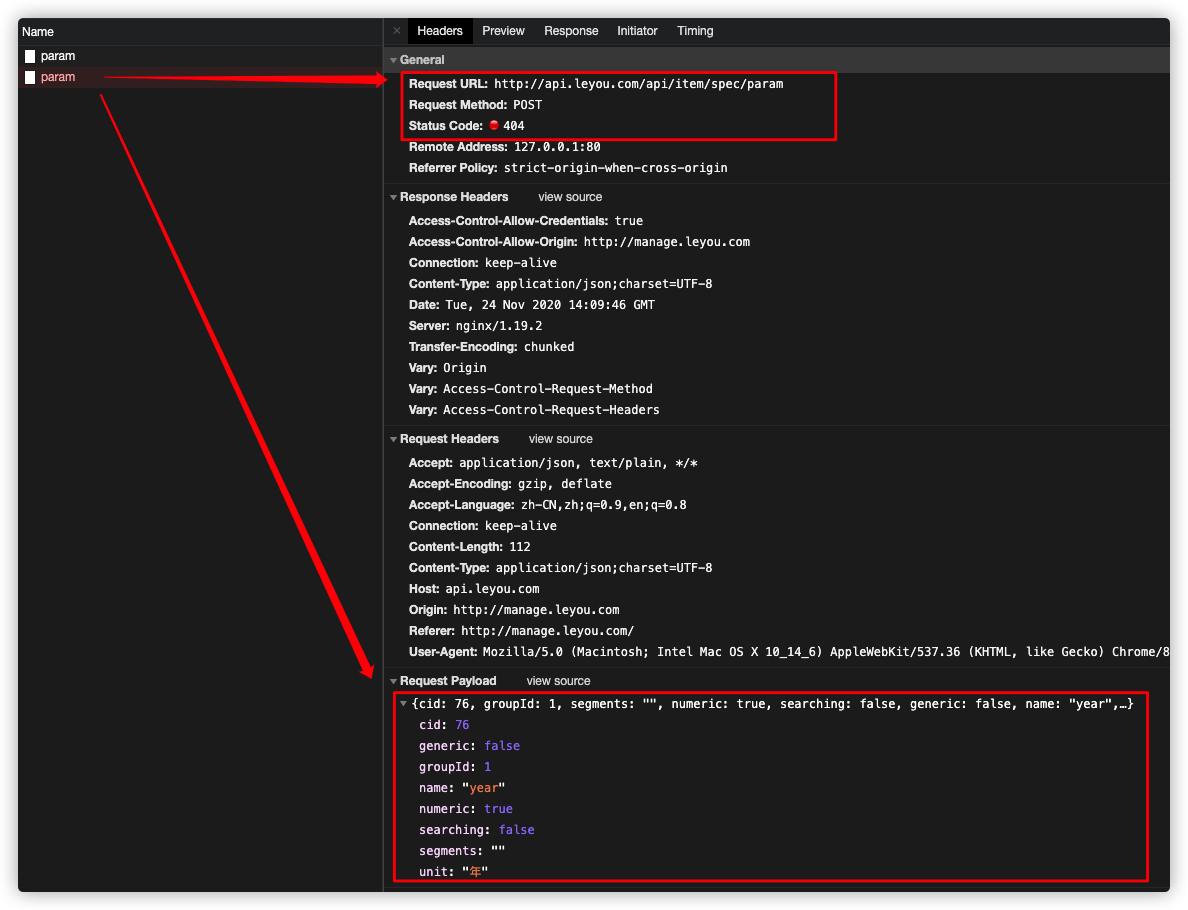 Name
param
param
× Headers Preview Response Initiator Timing
General
Request URL: http://api.leyou.com/api/item/spec/param
Request Method: POST
Status Code: 404
Remote Address: 127.0.0.1:80
Referrer Policy: strict-origin-when-cross-origin
Response Headers view source
Access-Control-Allow-Credentials: true
Access-Control-Allow-Origin: http://manage.leyou.com
Connection: keep-alive
Content-Type: application/json;charset=UTF-8
Date: Tue, 24 Nov 2020 14:09:46 GMT
Server: nginx/1.19.2
Transfer-Encoding: chunked
Vary: Origin
Vary: Access-Control-Request-Method
Vary: Access-Control-Request-Headers
Request Headers view source
Accept: application/json, text/plain, */*
Accept-Encoding: gzip, deflate
Accept-Language: zh-CN,zh;q=0.9,en;q=0.8
Connection: keep-alive
Content-Length: 112
Content-Type: application/json;charset=UTF-8
Host: api.leyou.com
Origin: http://manage.leyou.com
Referer: http://manage.leyou.com/
User-Agent: Mozilla/5.0 (Macintosh; Intel Mac OS X 10_14_6) AppleWebKit/537.36 (KHTML, like Gecko) Chrome/8
Request Payload view source
{cid: 76, groupId: 1, segments: "", numeric: true, searching: false, generic: false, name: "year",…}
cid: 76
generic: false
groupId: 1
name: "year"
numeric: true
searching: false
segments: ""
unit: "年"